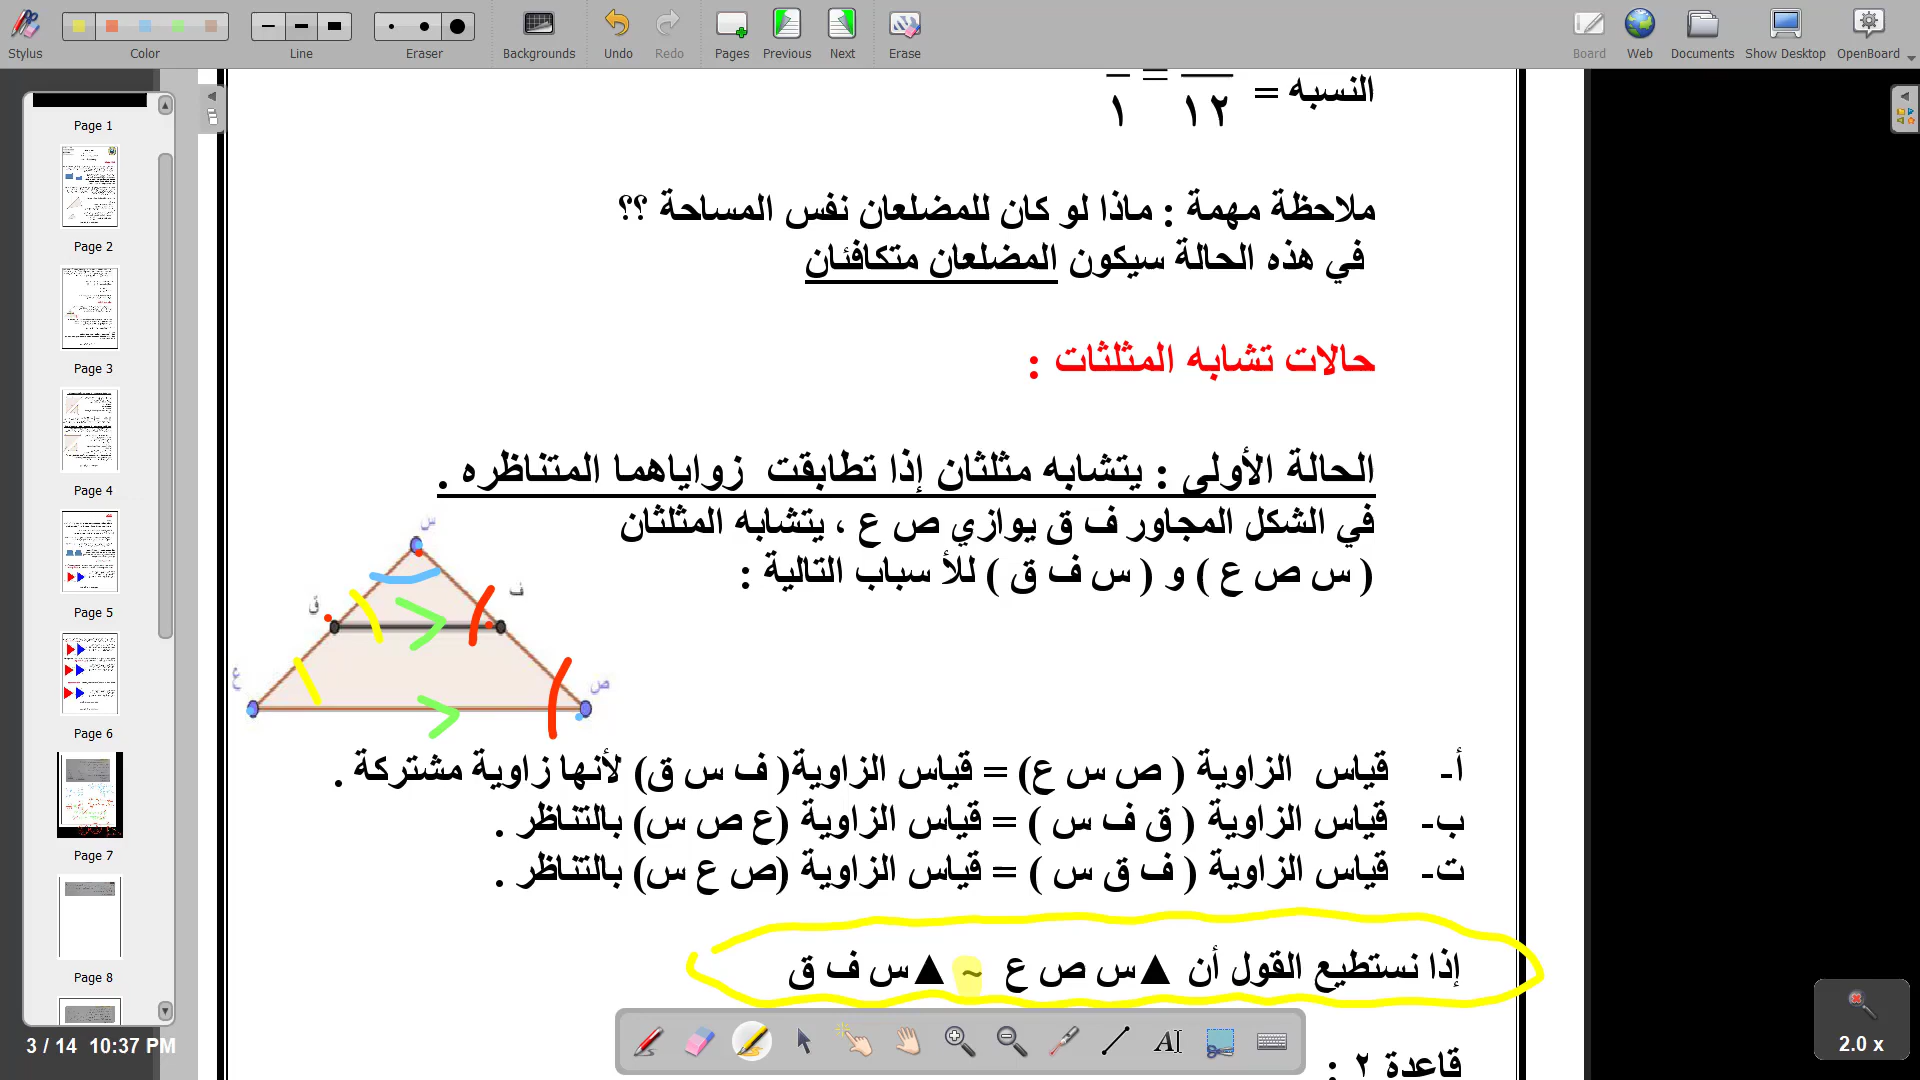 Stylus
Color
Line
Eraser
Backgrounds
Undo
Redo
Pages
Previous
Next
Erase
Board
Web
Documents
Show Desktop
OpenBoard
Page 1
Page 2
Page 3
Page 4
Page 5
Page 6
Page 7
Page 8
3 / 14 10:37 PM
النسبه = ١٢ = ١
ملاحظة مهمة : ماذا لو كان للمضلعان نفس المساحة ؟؟
في هذه الحالة سيكون المضلعان متكافئان
حالات تشابه المثلثات :
الحالة الأولى : يتشابه مثلثان إذا تطابقت زواياهما المتناظره .
في الشكل المجاور ف ق يوازي ص ع ، يتشابه المثلثان
( س ص ع ) و ( س ف ق ) للأ سباب التالية :
س
ف
ق
ع
ص
أ- قياس الزاوية ( ص س ع) = قياس الزاوية( ف س ق) لأنها زاوية مشتركة .
ب- قياس الزاوية ( ق ف س ) = قياس الزاوية (ع ص س) بالتناظر .
ت- قياس الزاوية ( ف ق س ) = قياس الزاوية (ص ع س) بالتناظر .
إذا نستطيع القول أن ▲س ص ع ~ ▲س ف ق
قاعدة ٢ :
2.0 x